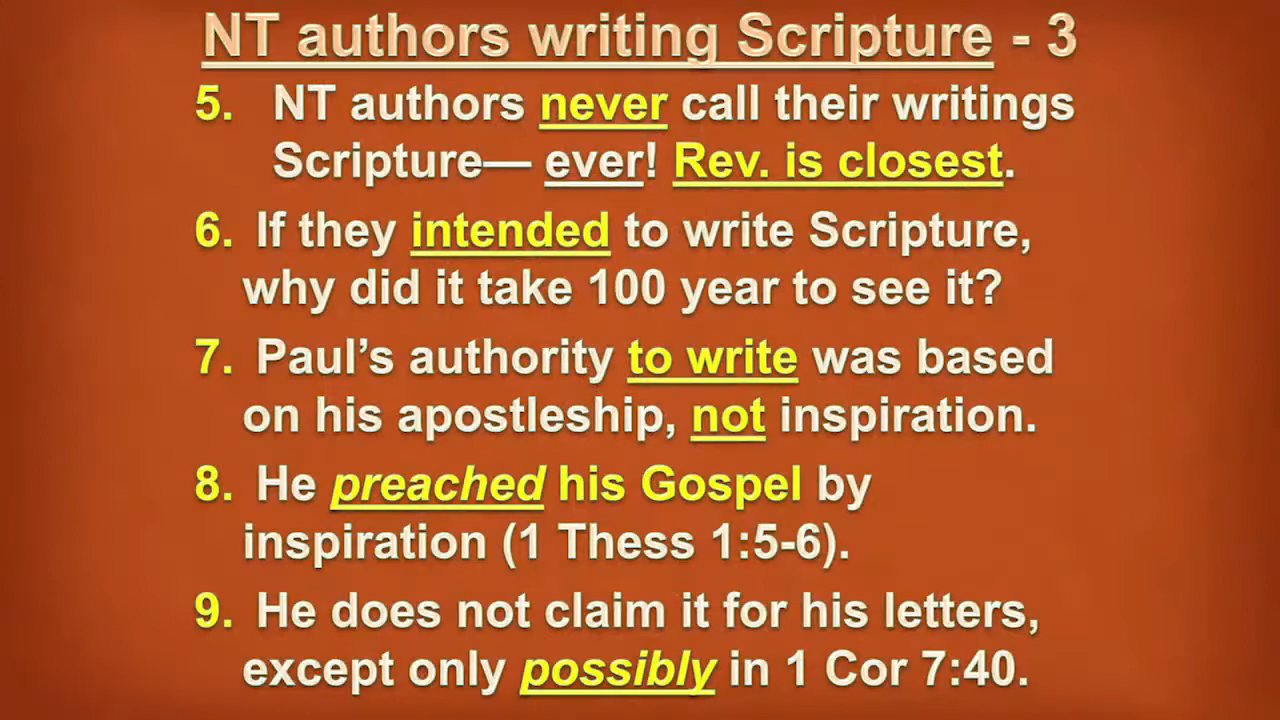 NT authors writing Scripture - 3
5. NT authors never call their writings
Scripture— ever! Rev. is closest.
6. If they intended to write Scripture,
why did it take 100 year to see it?
7. Paul’s authority to write was based
on his apostleship, not inspiration.
8. He preached his Gospel by
inspiration (1 Thess 1:5-6).
9. He does not claim it for his letters,
except only possibly in 1 Cor 7:40.